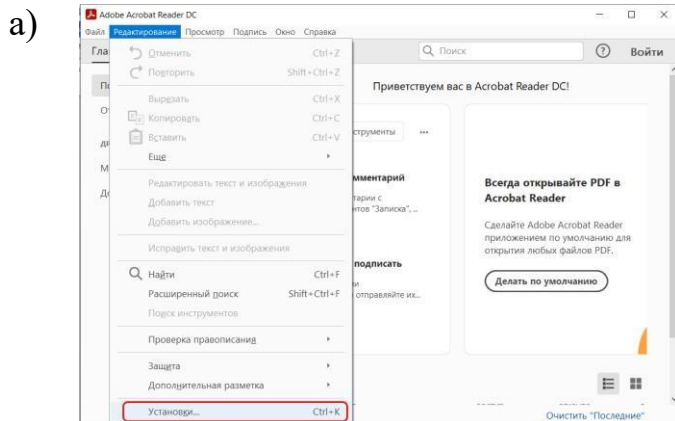 а)
Adobe Acrobat Reader DC
Файл Редактирование Просмотр Подпись Окно Справка
Поиск
Войти
Отменить Ctrl+Z
Повторить Shift+Ctrl+Z
Приветствуем вас в Acrobat Reader DC!
Вырезать Ctrl+X
Копировать Ctrl+C
Вставить Ctrl+V
Еще
Редактировать текст и изображения
Добавить текст
Добавить изображение...
Исправить текст и изображения
Найти Ctrl+F
Расширенный поиск Shift+Ctrl+F
Поиск инструментов
Проверка правописания
Защита
Дополнительная разметка
Установки... Ctrl+K
"Записка", ...
подписать
отправляйте их...
Всегда открывайте PDF в
Acrobat Reader
Сделайте Adobe Acrobat Reader
приложением по умолчанию для
открытия любых файлов PDF.
Делать по умолчанию
Очистить "Последние"